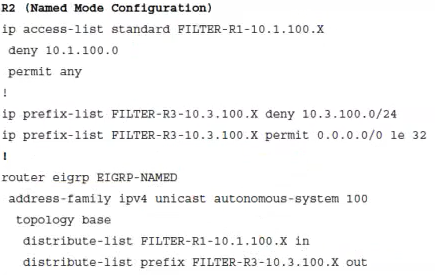 R2 (Named Mode Configuration)
ip access-list standard FILTER-R1-10.1.100.X
deny 10.1.100.0
permit any
!
ip prefix-list FILTER-R3-10.3.100.X deny 10.3.100.0/24
ip prefix-list FILTER-R3-10.3.100.X permit 0.0.0.0/0 le 32
!
router eigrp EIGRP-NAMED
address-family ipv4 unicast autonomous-system 100
topology base
distribute-list FILTER-R1-10.1.100.X in
distribute-list prefix FILTER-R3-10.3.100.X out